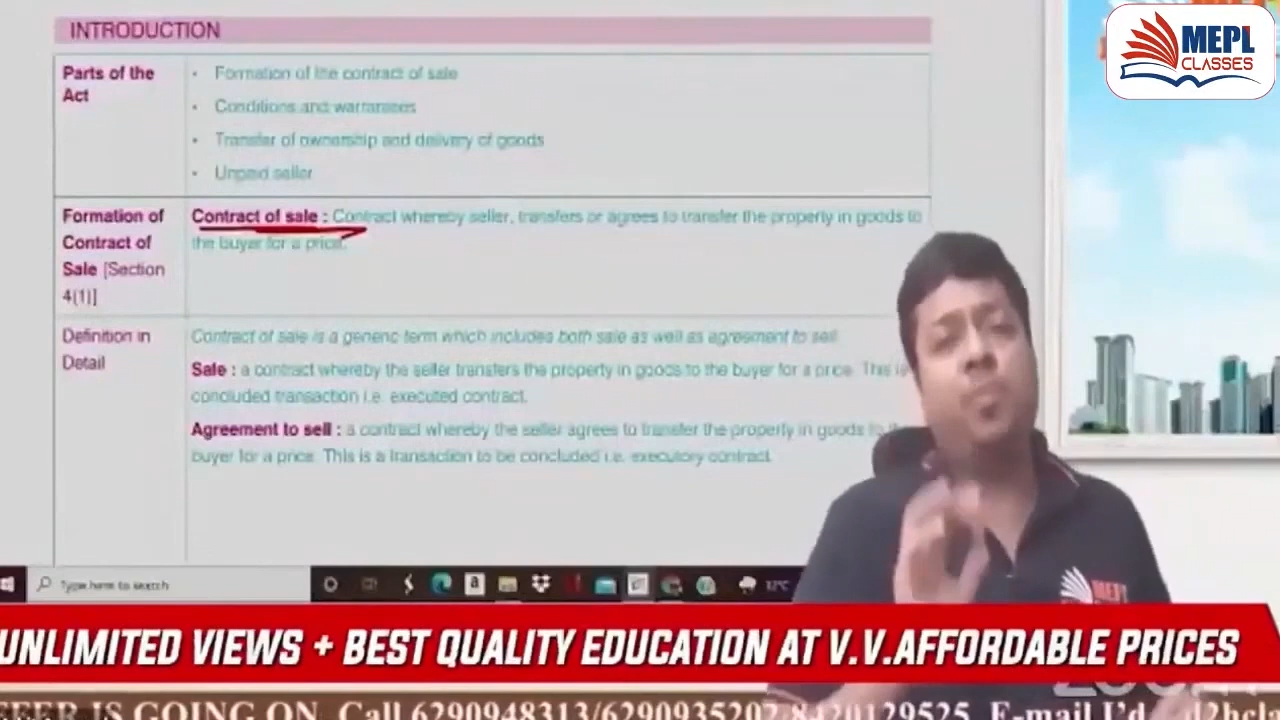 INTRODUCTION
Parts of the
Act
• Formation of the contract of sale
• Conditions and warranties
• Transfer of ownership and delivery of goods
• Unpaid seller
Formation of
Contract of
Sale [Section
4(1)]
Contract of sale : Contract whereby seller, transfers or agrees to transfer the property in goods to
the buyer for a price.
Definition in
Detail
Contract of sale is a generic term which includes both sale as well as agreement to sell
Sale : a contract whereby the seller transfers the property in goods to the buyer for a price. This is
concluded transaction i.e. executed contract.
Agreement to sell : a contract whereby the seller agrees to transfer the property in goods to
buyer for a price. This is a transaction to be concluded i.e. executory contract.
MEPL
CLASSES
Type here to search
32°C
MEPL
UNLIMITED VIEWS + BEST QUALITY EDUCATION AT V.V.AFFORDABLE PRICES
IS GOING ON. Call 6290948313/6290935202 8420129525. E-mail I'd